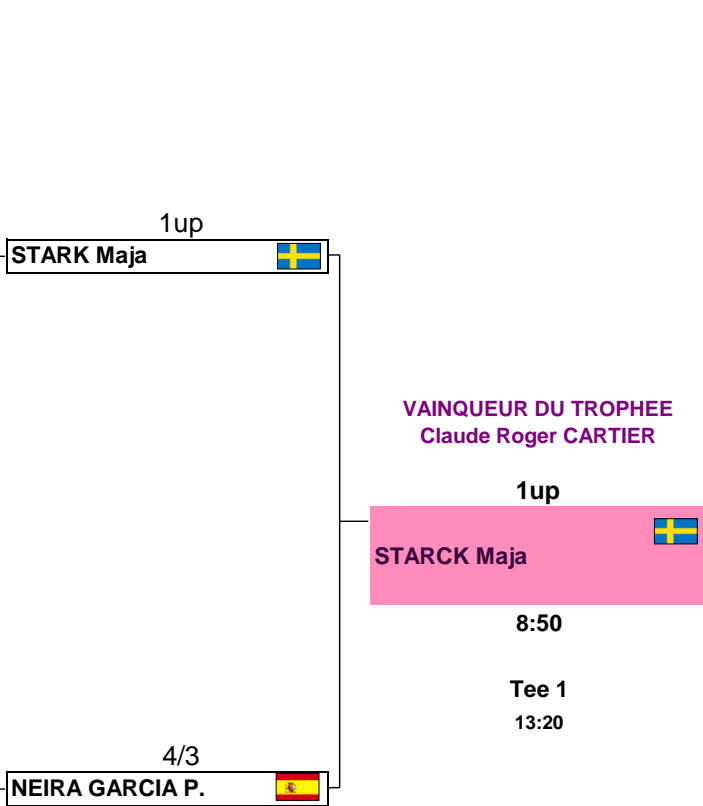 1up
STARK Maja
VAINQUEUR DU TROPHEE
Claude Roger CARTIER
1up
STARCK Maja
8:50
Tee 1
13:20
4/3
NEIRA GARCIA P.